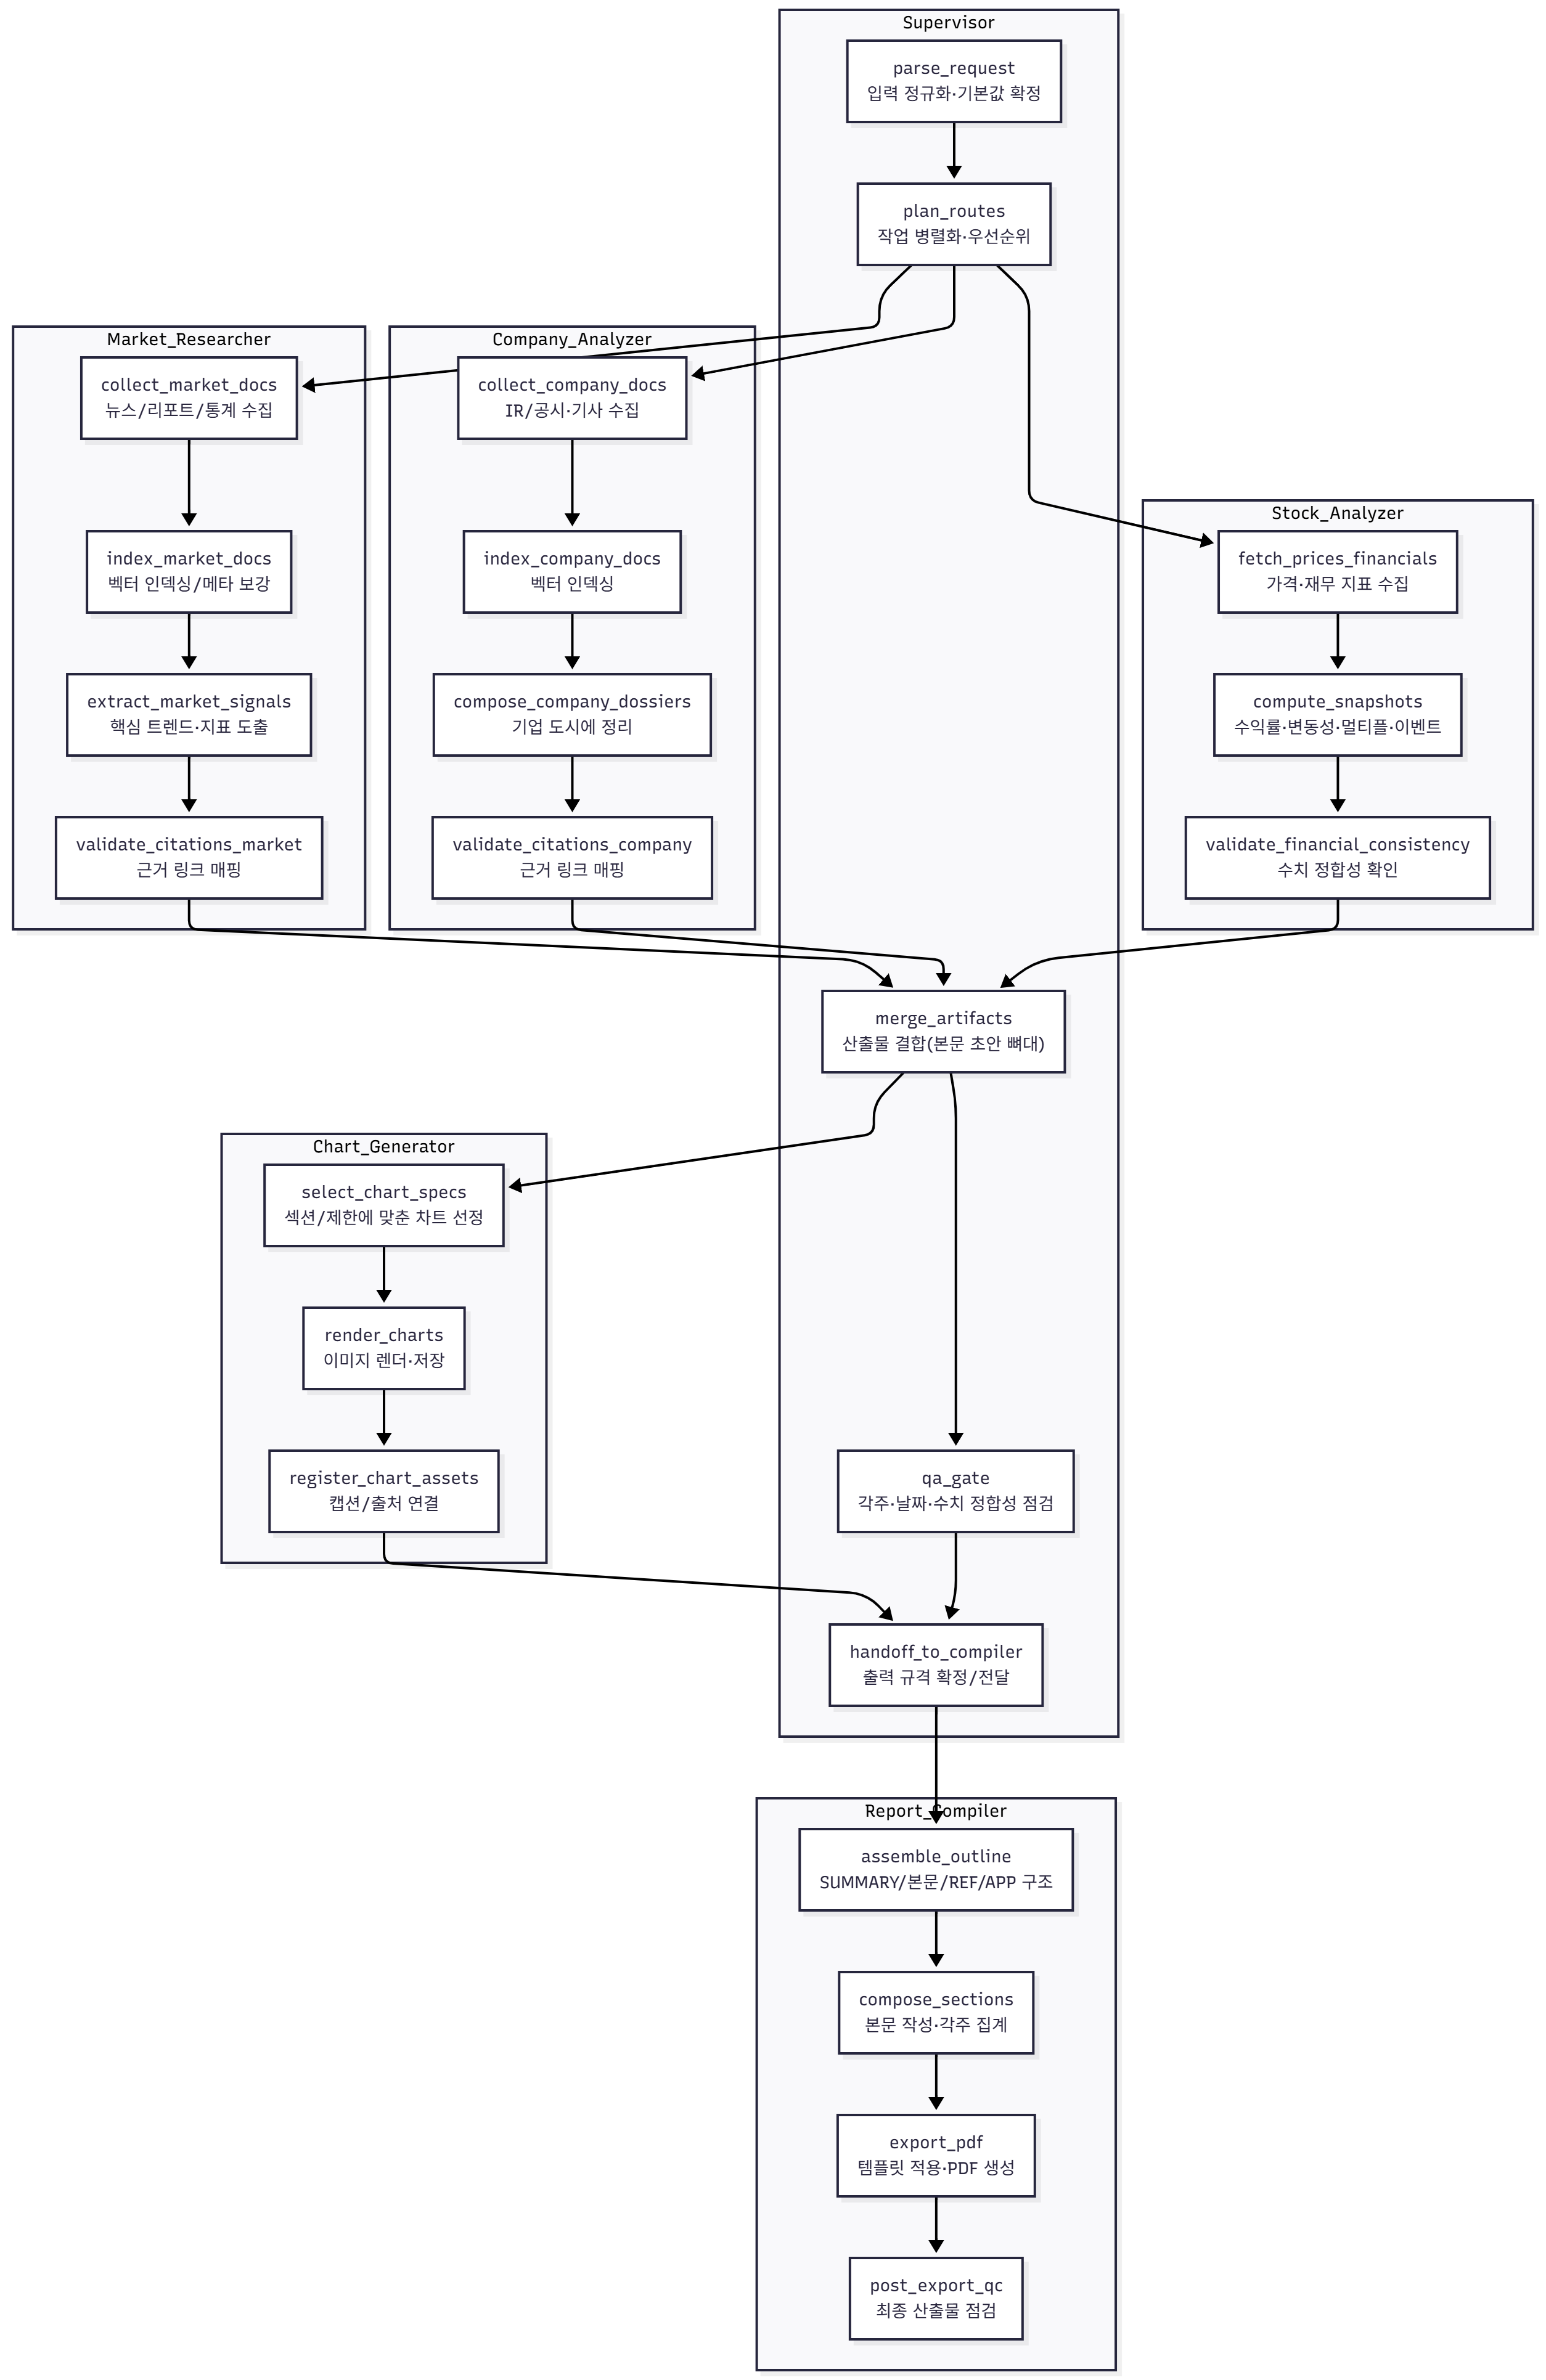 Supervisor
parse_request
입력 정규화·기본값 확정
plan_routes
작업 병렬화·우선순위
Market_Researcher
collect_market_docs
뉴스/리포트/통계 수집
index_market_docs
벡터 인덱싱/메타 보강
extract_market_signals
핵심 트렌드·지표 도출
validate_citations_market
근거 링크 매핑
Company_Analyzer
collect_company_docs
IR/공시·기사 수집
index_company_docs
벡터 인덱싱
compose_company_dossiers
기업 도시에 정리
validate_citations_company
근거 링크 매핑
Stock_Analyzer
fetch_prices_financials
가격·재무 지표 수집
compute_snapshots
수익률·변동성·멀티플·이벤트
validate_financial_consistency
수치 정합성 확인
merge_artifacts
산출물 결합(본문 초안 뼈대)
Chart_Generator
select_chart_specs
섹션/제한에 맞춘 차트 선정
render_charts
이미지 렌더·저장
register_chart_assets
캡션/출처 연결
qa_gate
각주·날짜·수치 정합성 점검
handoff_to_compiler
출력 규격 확정/전달
Report_Compiler
assemble_outline
SUMMARY/본문/REF/APP 구조
compose_sections
본문 작성·각주 집계
export_pdf
템플릿 적용·PDF 생성
post_export_qc
최종 산출물 점검